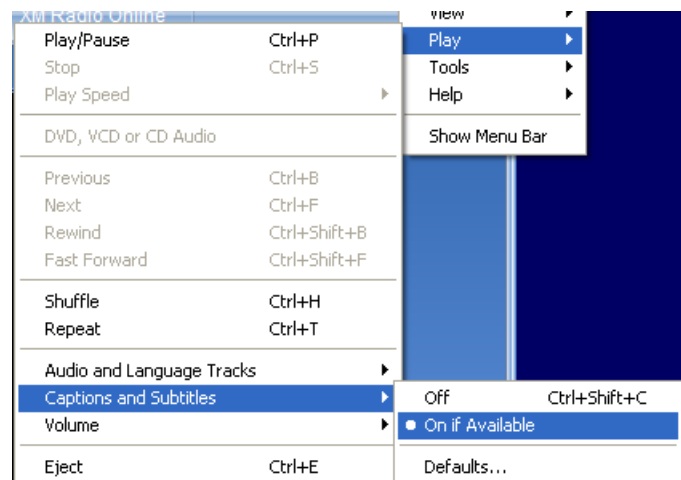 XM Radio Online
View
Play/Pause Ctrl+P
Play
Stop Ctrl+S
Tools
Play Speed
Help
DVD, VCD or CD Audio
Show Menu Bar
Previous Ctrl+B
Next Ctrl+F
Rewind Ctrl+Shift+B
Fast Forward Ctrl+Shift+F
Shuffle Ctrl+H
Repeat Ctrl+T
Audio and Language Tracks
Captions and Subtitles
Off Ctrl+Shift+C
Volume
On if Available
Eject Ctrl+E
Defaults...